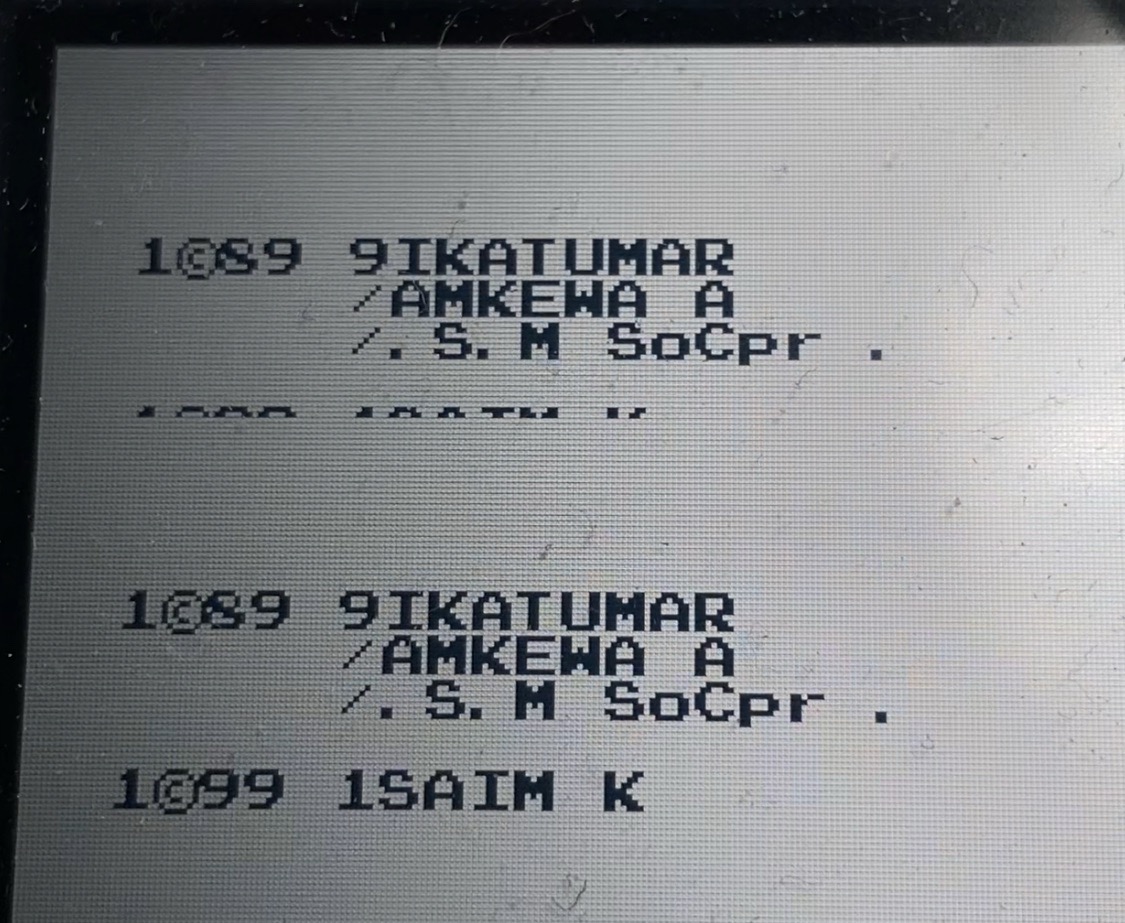 1©89 9IKATUMAR
/AMKEWA A
/. S. M SoCpr .
1©89 9IKATUMAR
/AMKEWA A
/. S. M SoCpr .
1©99 1SAIM K